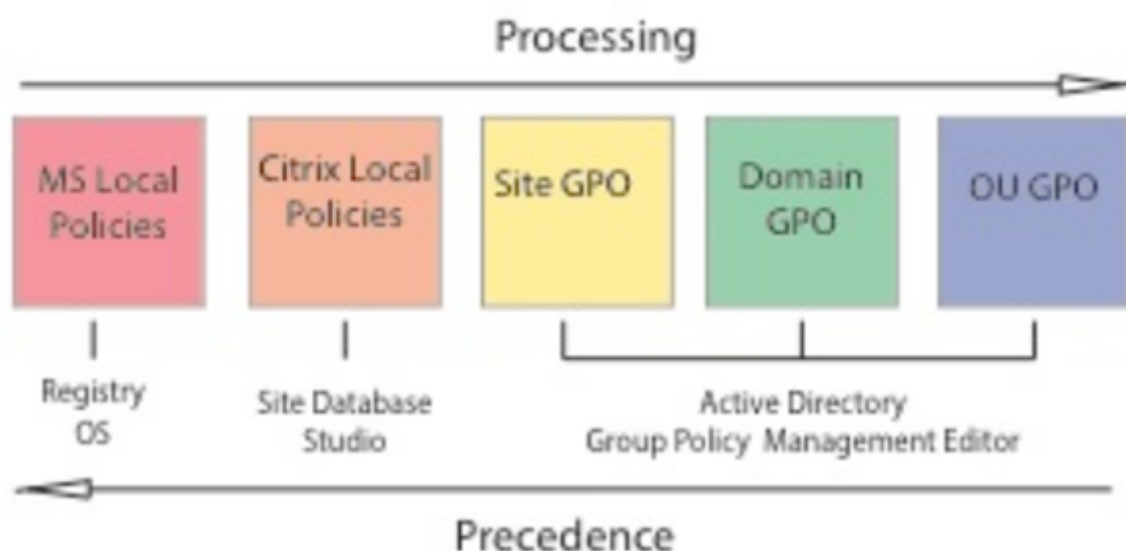 Processing
MS Local
Policies
Citrix Local
Policies
Site GPO
Domain
GPO
OU GPO
Registry
OS
Site Database
Studio
Active Directory
Group Policy Management Editor
Precedence